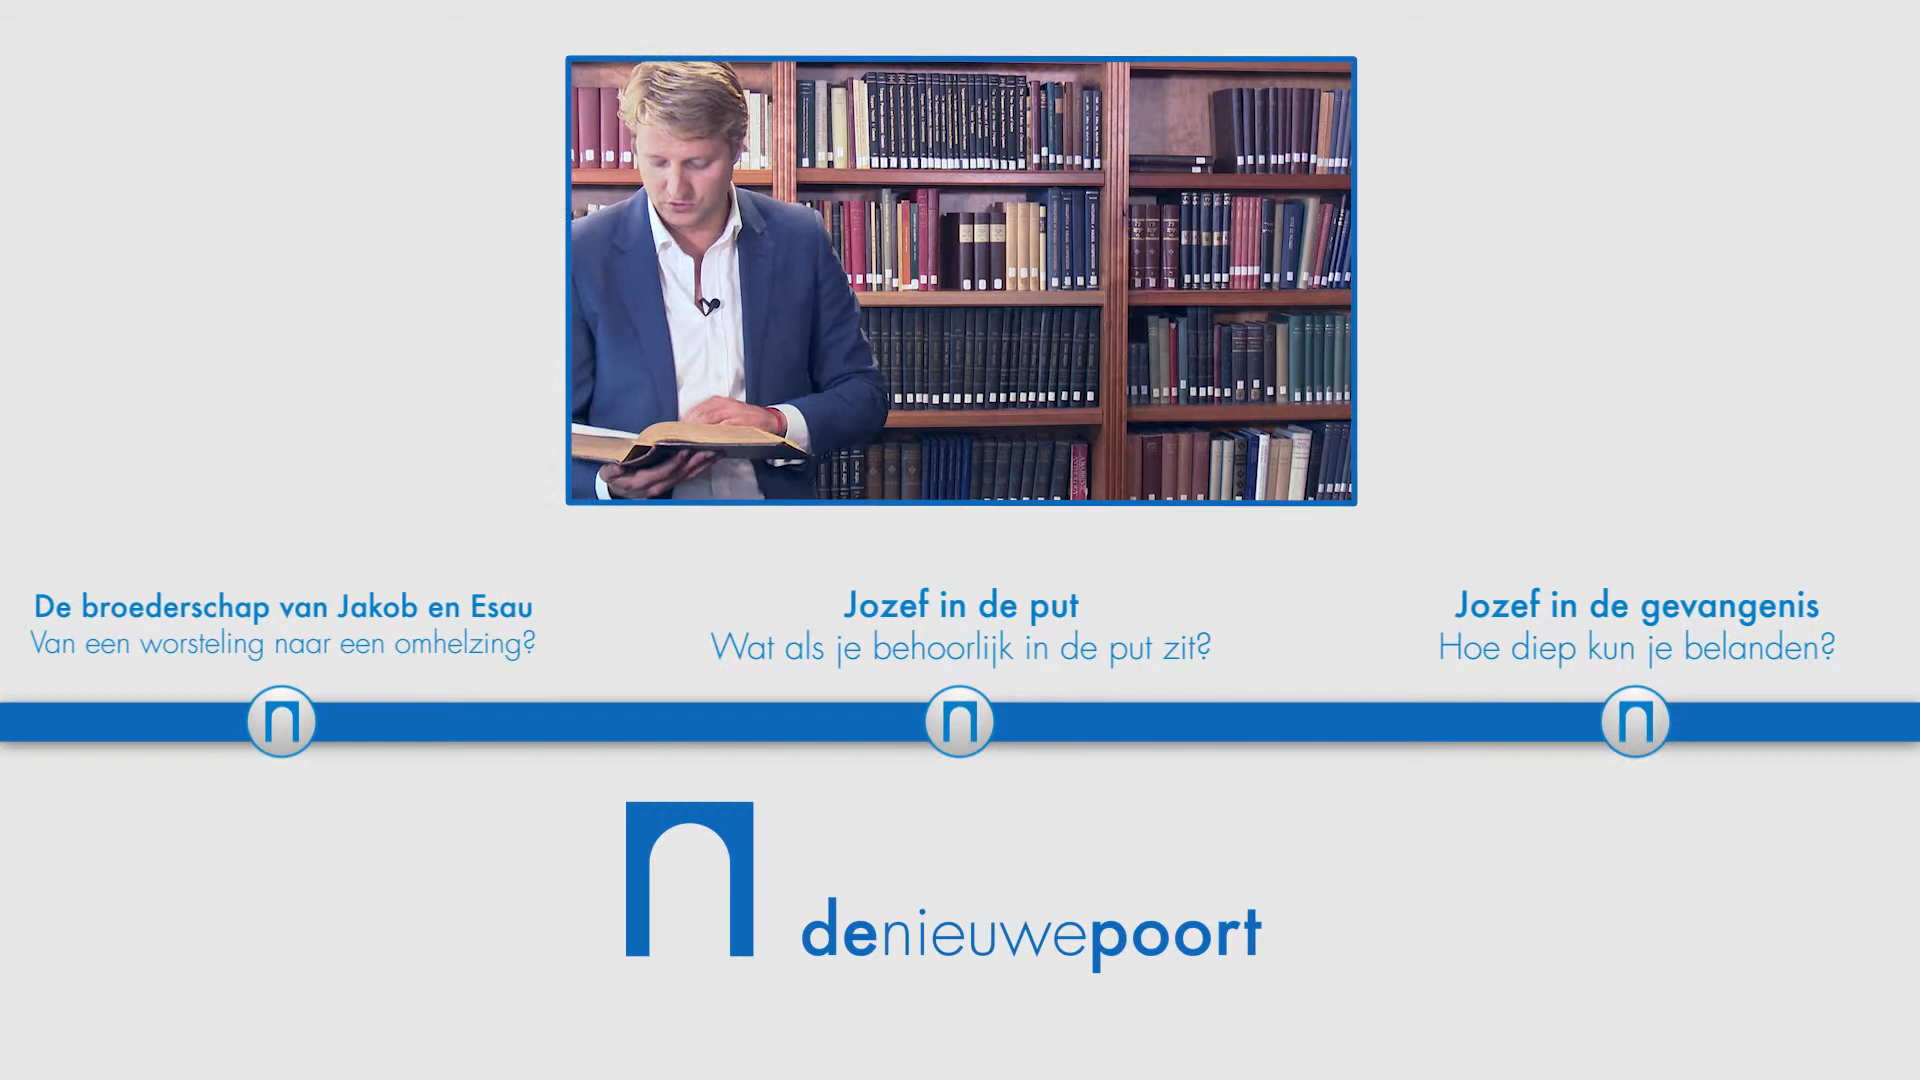 De broederschap van Jakob en Esau
Van een worsteling naar een omhelzing?
Jozef in de put
Wat als je behoorlijk in de put zit?
Jozef in de gevangenis
Hoe diep kun je belanden?
denieuwepoort